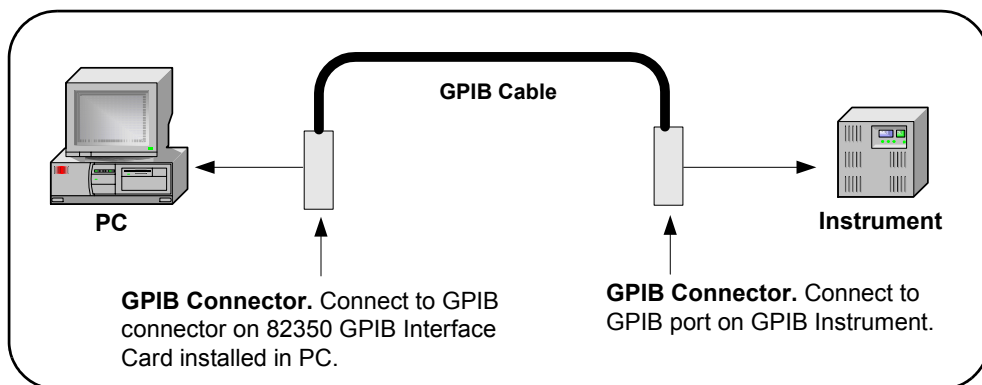 GPIB Cable
PC
Instrument
GPIB Connector. Connect to GPIB
connector on 82350 GPIB Interface
Card installed in PC.
GPIB Connector. Connect to
GPIB port on GPIB Instrument.